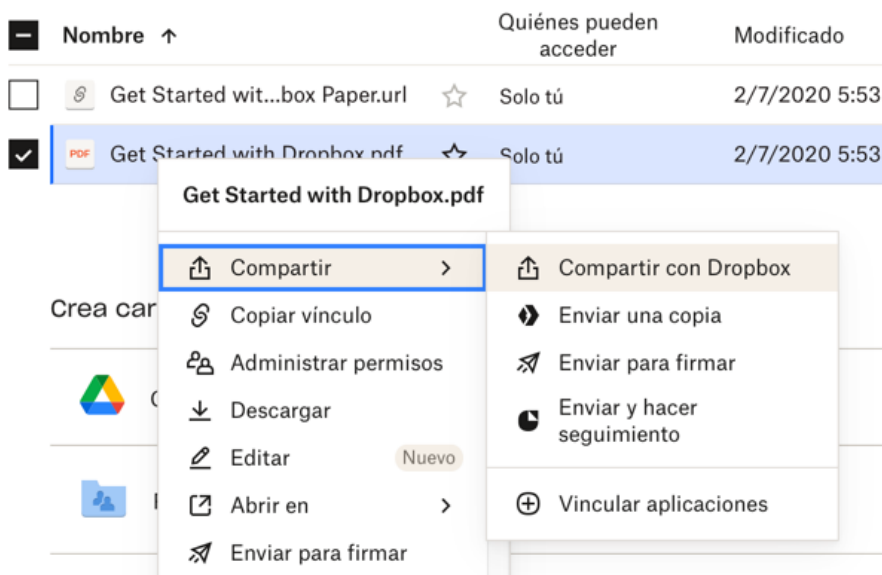 Nombre ↑
Quiénes pueden
acceder
Modificado
Get Started wit...box Paper.url
Solo tú
2/7/2020 5:53
PDF
Get Started with Dropbox.pdf
Solo tú
2/7/2020 5:53
Get Started with Dropbox.pdf
Compartir
Copiar vínculo
Administrar permisos
Descargar
Editar
Nuevo
Abrir en
Enviar para firmar
Compartir con Dropbox
Enviar una copia
Enviar para firmar
Enviar y hacer
seguimiento
Vincular aplicaciones
Crea car